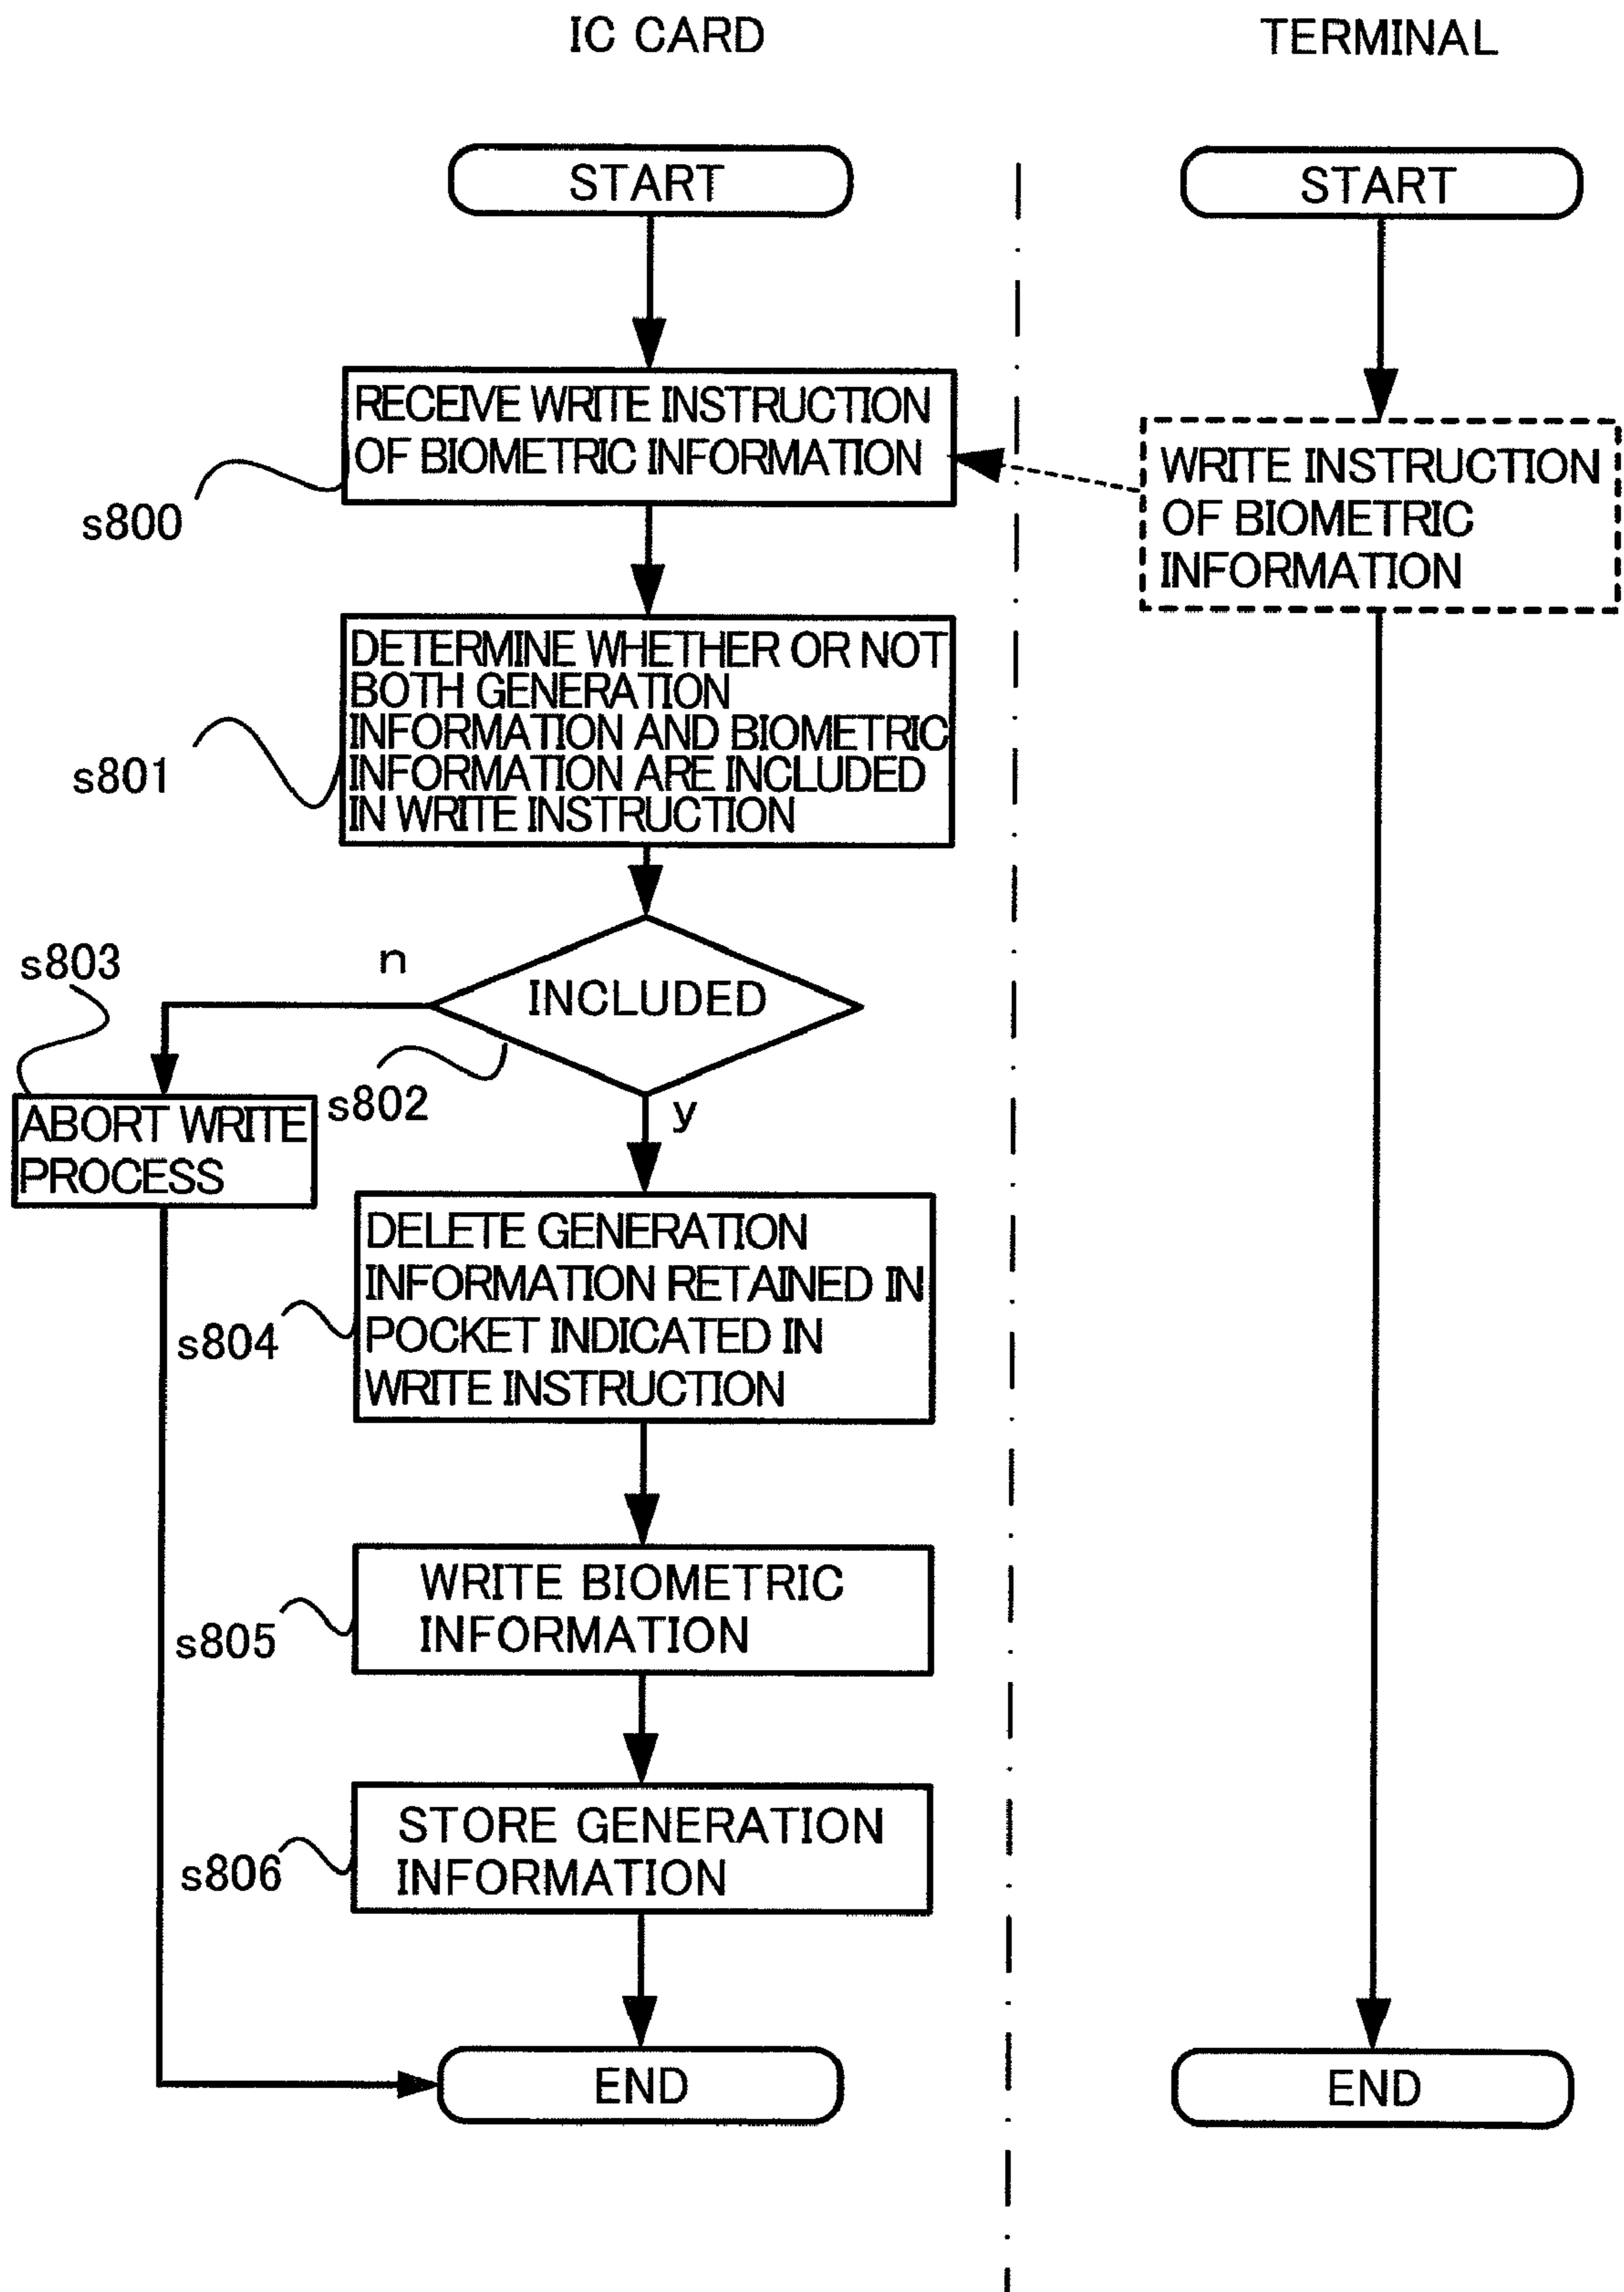 IC CARD
TERMINAL
START
START
RECEIVE WRITE INSTRUCTION
OF BIOMETRIC INFORMATION
s800
WRITE INSTRUCTION
OF BIOMETRIC
INFORMATION
DETERMINE WHETHER OR NOT
BOTH GENERATION
INFORMATION AND BIOMETRIC
INFORMATION ARE INCLUDED
IN WRITE INSTRUCTION
s801
s803
n
INCLUDED
s802
y
ABORT WRITE
PROCESS
DELETE GENERATION
INFORMATION RETAINED IN
POCKET INDICATED IN
WRITE INSTRUCTION
s804
WRITE BIOMETRIC
INFORMATION
s805
STORE GENERATION
INFORMATION
s806
END
END